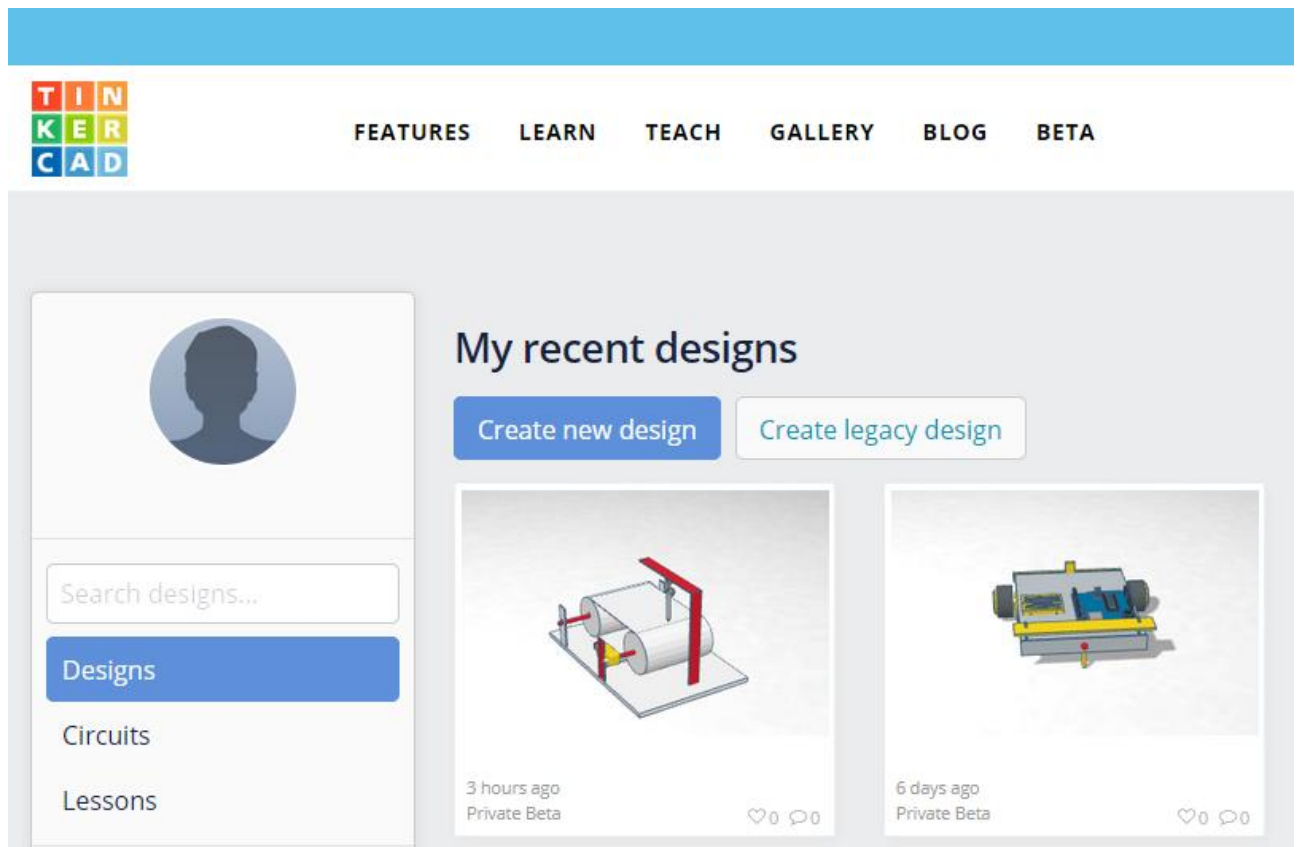 TIN
KER
CAD
FEATURES LEARN TEACH GALLERY BLOG BETA
My recent designs
Create new design Create legacy design
Search designs...
Designs
Circuits
Lessons
3 hours ago
Private Beta 0 0
6 days ago
Private Beta 0 0